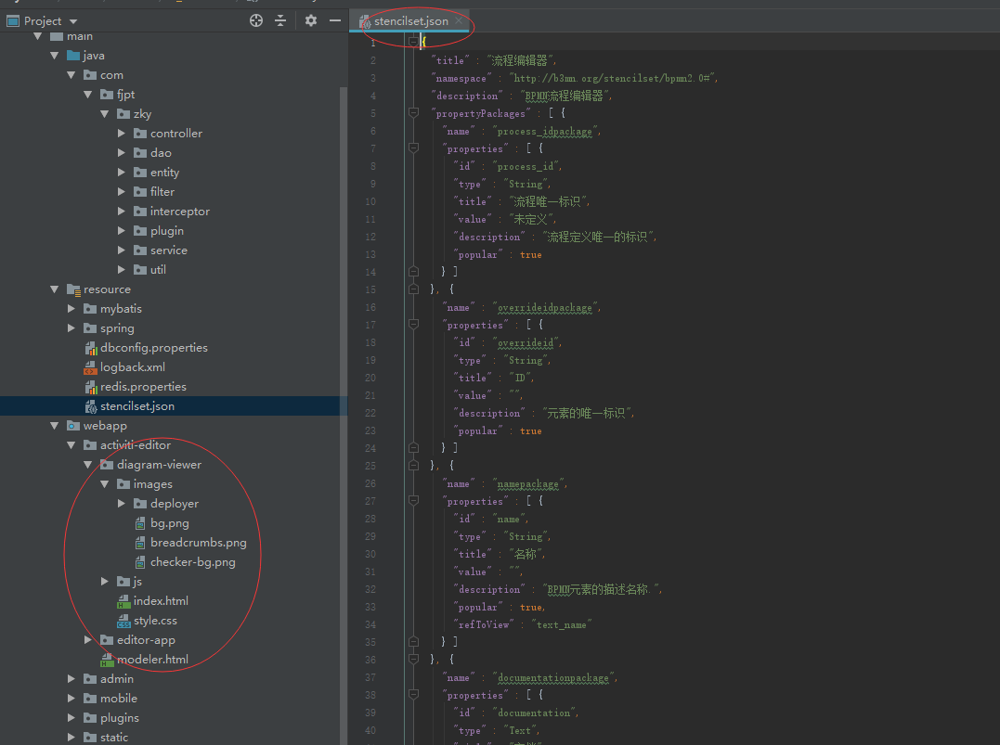 Project
main
java
com
fjpt
zky
controller
dao
entity
filter
interceptor
plugin
service
util
resource
mybatis
spring
dbconfig.properties
logback.xml
redis.properties
stencilset.json
webapp
activiti-editor
diagram-viewer
images
deployer
bg.png
breadcrumbs.png
checker-bg.png
js
index.html
style.css
editor-app
modeler.html
admin
mobile
plugins
static
stencilset.json
1 {
2 "title" : "流程编辑器",
3 "namespace" : "http://b3mn.org/stencilset/bpmn2.0#",
4 "description" : "BPMN流程编辑器",
5 "propertyPackages" : [ {
6 "name" : "process_idpackage",
7 "properties" : [ {
8 "id" : "process_id",
9 "type" : "String",
10 "title" : "流程唯一标识",
11 "value" : "未定义",
12 "description" : "流程定义唯一的标识",
13 "popular" : true
14 } ]
15 }, {
16 "name" : "overrideidpackage",
17 "properties" : [ {
18 "id" : "overrideid",
19 "type" : "String",
20 "title" : "ID",
21 "value" : "",
22 "description" : "元素的唯一标识",
23 "popular" : true
24 } ]
25 }, {
26 "name" : "namepackage",
27 "properties" : [ {
28 "id" : "name",
29 "type" : "String",
30 "title" : "名称",
31 "value" : "",
32 "description" : "BPMN元素的描述名称.",
33 "popular" : true,
34 "refToView" : "text_name"
35 } ]
36 }, {
37 "name" : "documentationpackage",
38 "properties" : [ {
39 "id" : "documentation",
40 "type" : "Text",